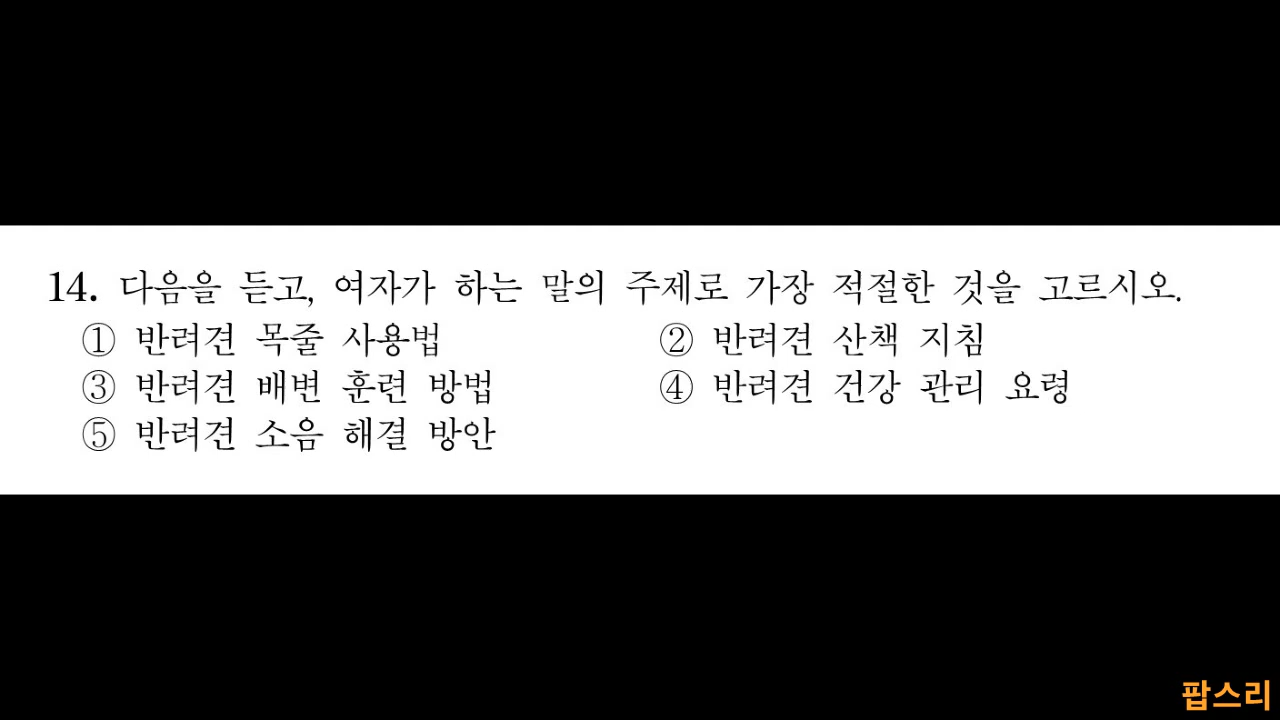 14. 다음을 듣고, 여자가 하는 말의 주제로 가장 적절한 것을 고르시오.
① 반려견 목줄 사용법 ② 반려견 산책 지침
③ 반려견 배변 훈련 방법 ④ 반려견 건강 관리 요령
⑤ 반려견 소음 해결 방안
팝스리